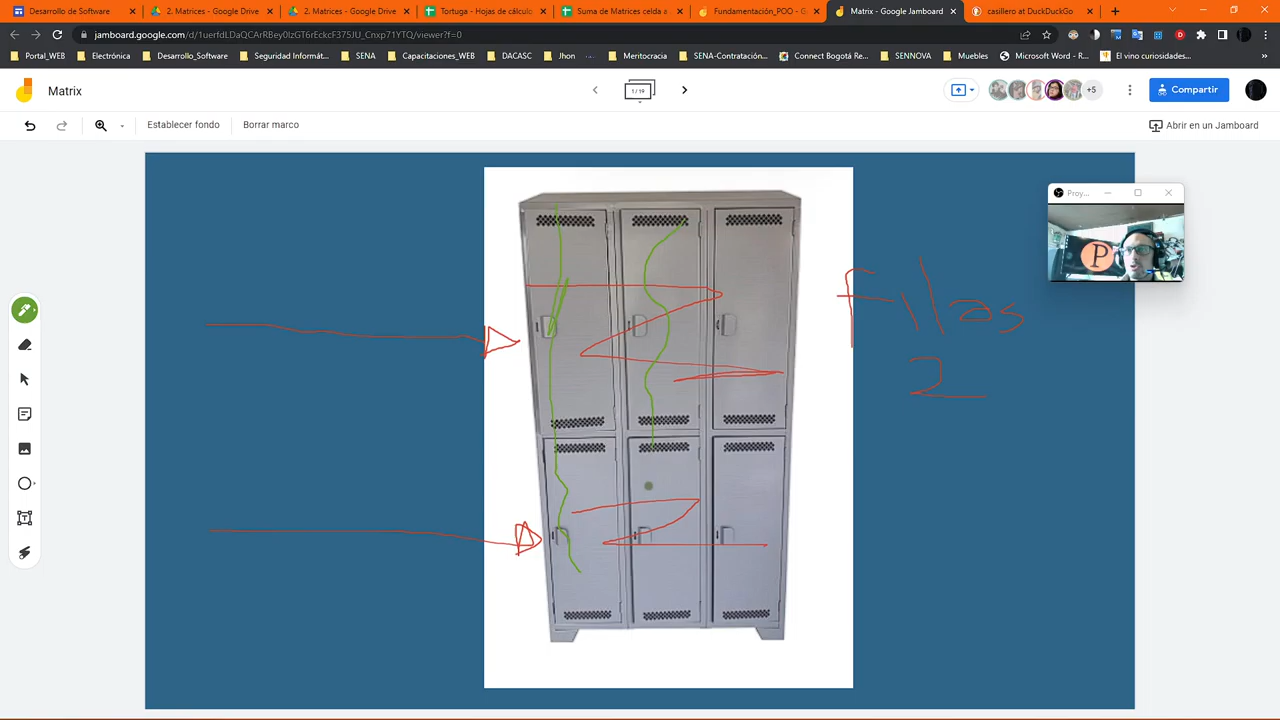 Desarrollo de Software
2. Matrices - Google Drive
2. Matrices - Google Drive
Tortuga - Hojas de cálculo
Suma de Matrices celda a
Fundamentación_POO - G
Matrix - Google Jamboard
casillero at DuckDuckGo
jamboard.google.com/d/1uerfdLDaQCArRBey0lzGT6rEckcF375JU_Cnxp71YTQ/viewer?f=0
Portal_WEB
Electrónica
Desarrollo_Software
Seguridad Informát...
SENA
Capacitaciones_WEB
DACASC
Jhon
Meritocracia
SENA-Contratación...
Connect Bogotá Re...
SENNOVA
Muebles
Microsoft Word - R...
El vino curiosidades...
Matrix
1 / 19
+5
Compartir
Establecer fondo
Borrar marco
Abrir en un Jamboard
Proy...
P
Filas
2